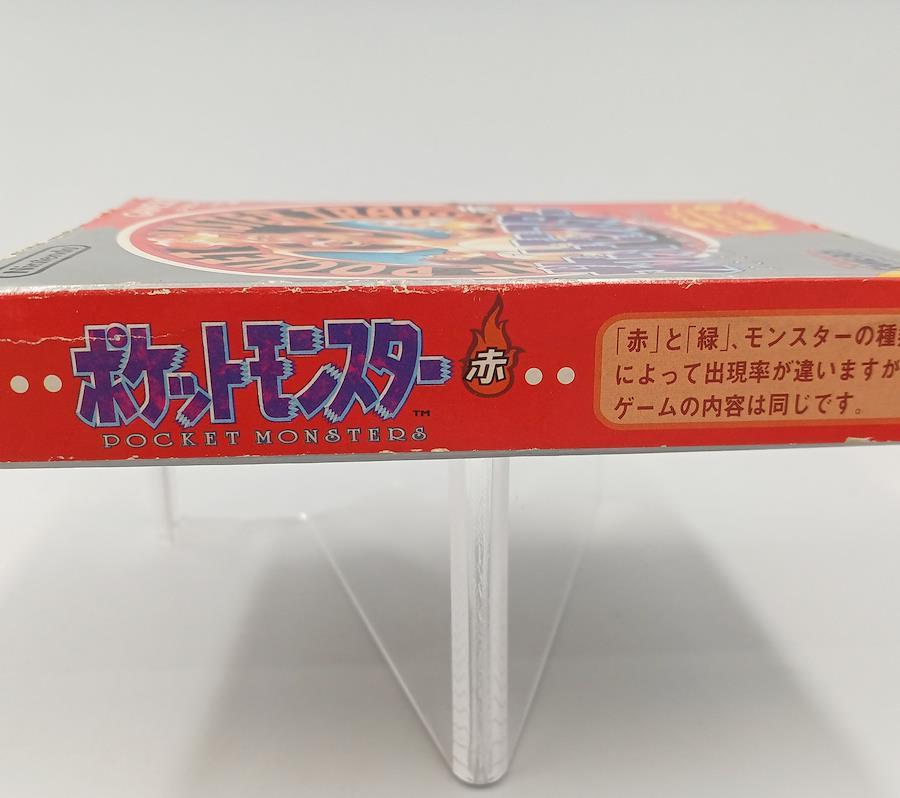 Nintendo
ポケットモンスター
赤
TM
POCKET MONSTERS
「赤」と「緑」、モンスターの種
によって出現率が違いますが
ゲームの内容は同じです。